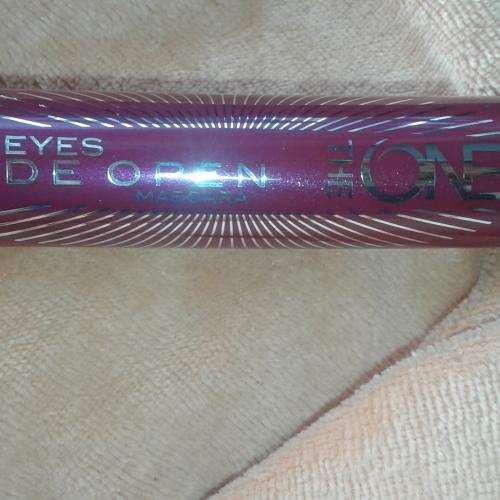 EYES
DE OPEN
MASCARA
THE
ONE